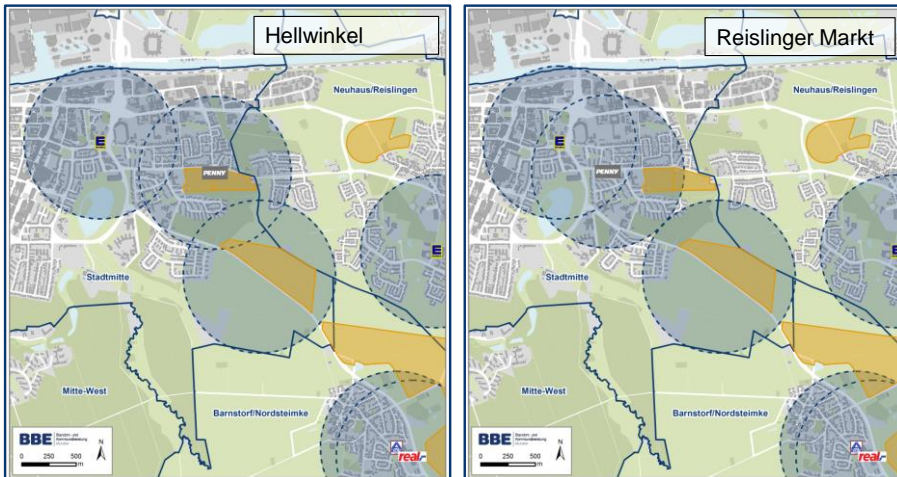 Hellwinkel
Neuhaus/Reislingen
E
PENNY
E
Stadtmitte
Mitte-West
Barnstorf/Nordsteimke
BBE
N
0 250 500
m
real,-
Reislinger Markt
Neuhaus/Reislingen
E
PENNY
E
Stadtmitte
Mitte-West
Barnstorf/Nordsteimke
BBE
N
0 250 500
m
real,-